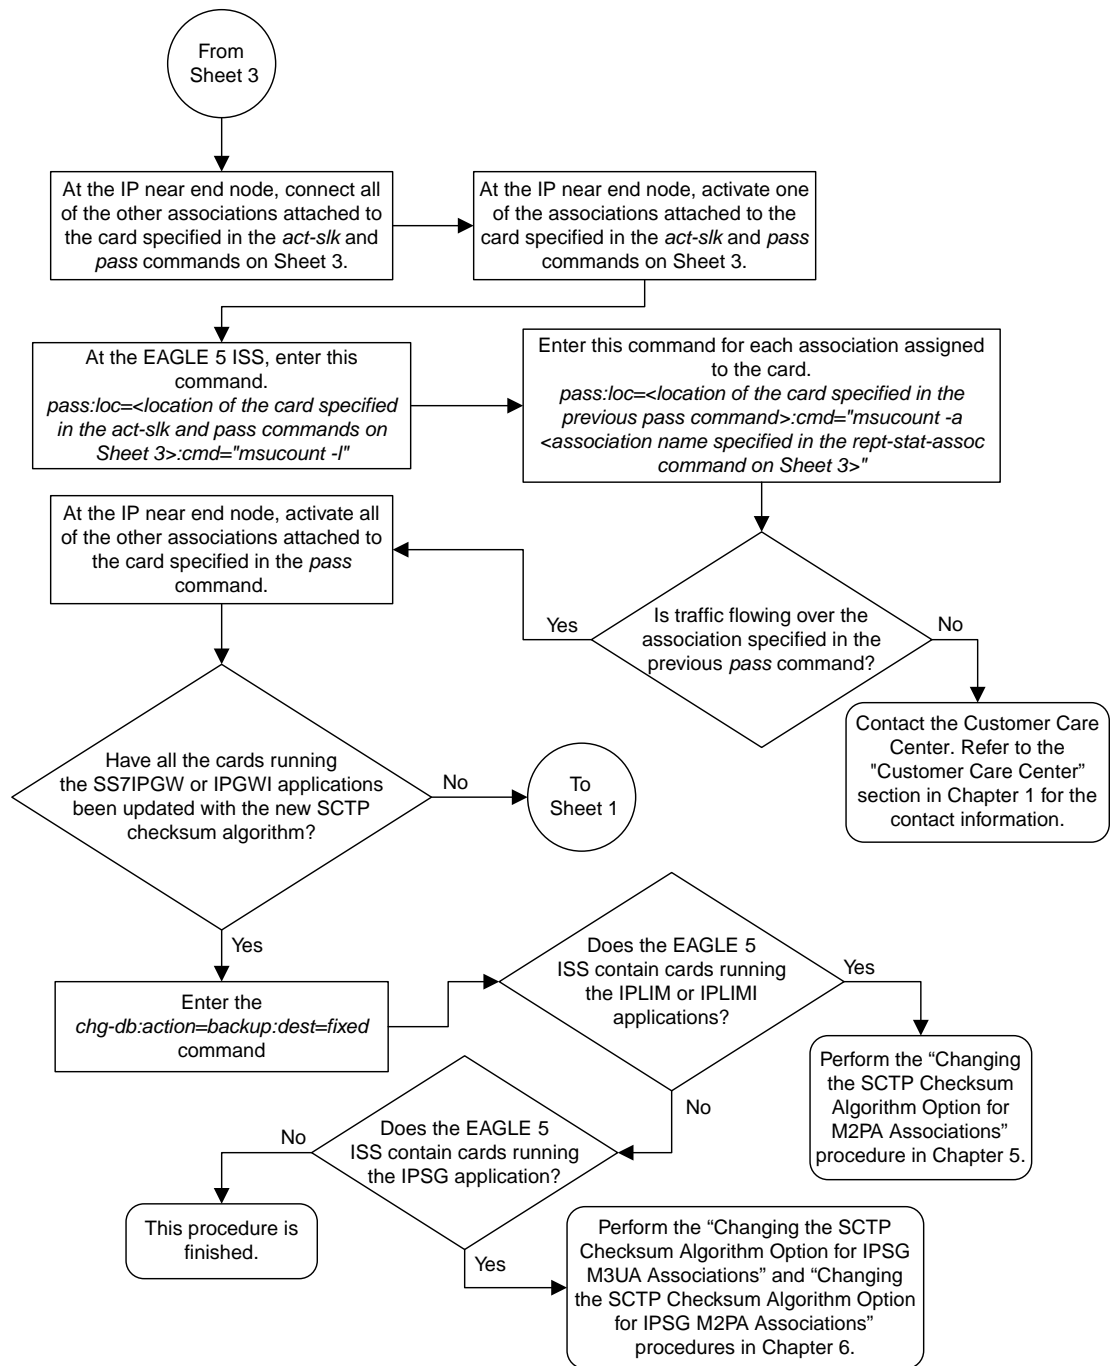 From
Sheet 3
At the IP near end node, connect all
of the other associations attached to
the card specified in the act-slk and
pass commands on Sheet 3.
At the IP near end node, activate one
of the associations attached to the
card specified in the act-slk and pass
commands on Sheet 3.
At the EAGLE 5 ISS, enter this
command.
pass:loc=<location of the card specified
in the act-slk and pass commands on
Sheet 3>:cmd="msucount -l"
Enter this command for each association assigned
to the card.
pass:loc=<location of the card specified in the
previous pass command>:cmd="msucount -a
<association name specified in the rept-stat-assoc
command on Sheet 3>"
At the IP near end node, activate all
of the other associations attached to
the card specified in the pass
command.
Yes
Is traffic flowing over the
association specified in the
previous pass command?
No
Contact the Customer Care
Center. Refer to the
"Customer Care Center”
section in Chapter 1 for the
contact information.
Have all the cards running
the SS7IPGW or IPGWI applications
been updated with the new SCTP
checksum algorithm?
No
To
Sheet 1
Yes
Enter the
chg-db:action=backup:dest=fixed
command
Does the EAGLE 5
ISS contain cards running
the IPLIM or IPLIMI
applications?
Yes
Perform the “Changing
the SCTP Checksum
Algorithm Option for
M2PA Associations”
procedure in Chapter 5.
No
Does the EAGLE 5
ISS contain cards running
the IPSG application?
No
This procedure is
finished.
Yes
Perform the “Changing the SCTP
Checksum Algorithm Option for IPSG
M3UA Associations” and “Changing
the SCTP Checksum Algorithm Option
for IPSG M2PA Associations”
procedures in Chapter 6.